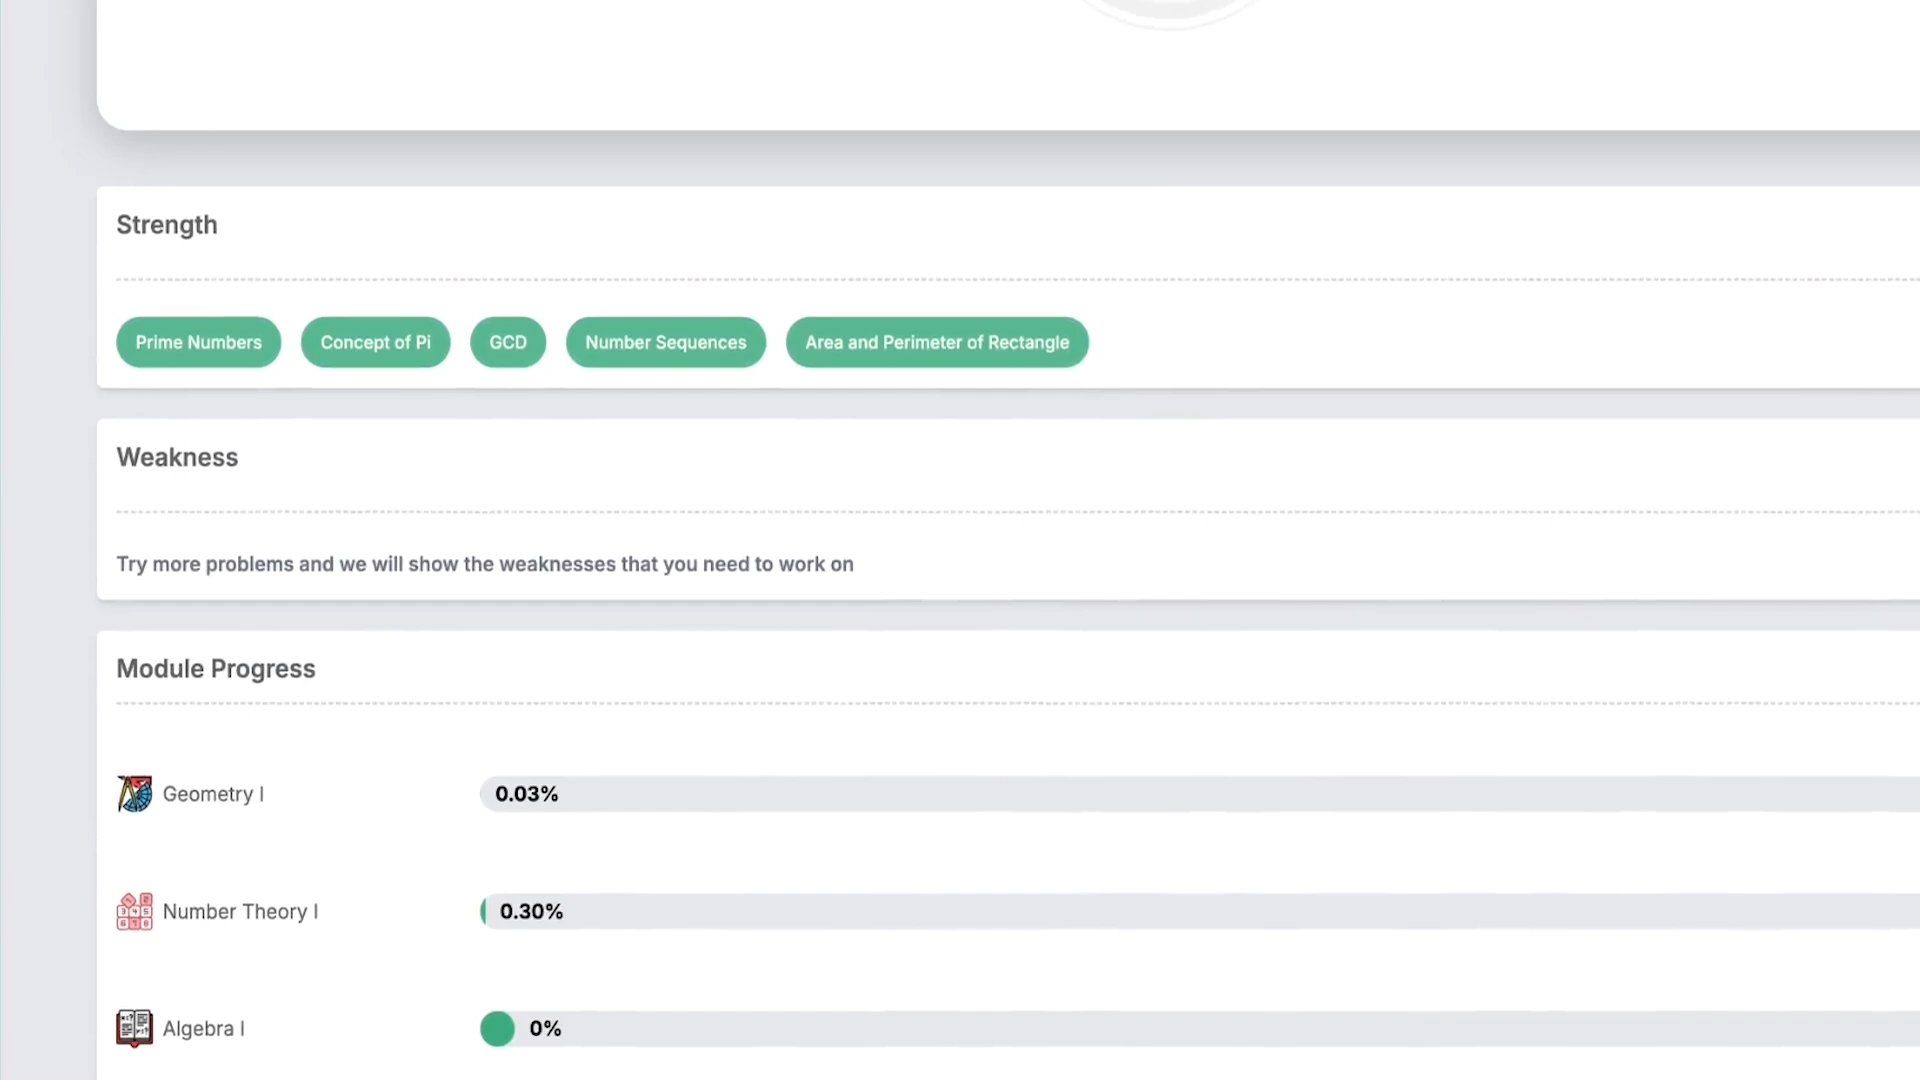 Strength
Prime Numbers Concept of Pi GCD Number Sequences Area and Perimeter of Rectangle
Weakness
Try more problems and we will show the weaknesses that you need to work on
Module Progress
Geometry I 0.03%
Number Theory I 0.30%
Algebra I 0%